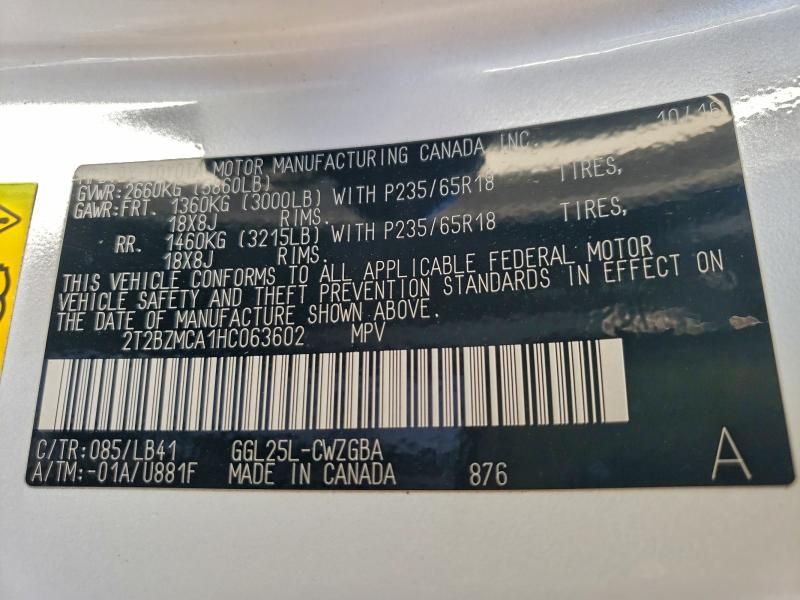 TOYOTA MOTOR MANUFACTURING CANADA INC. 10/16
GVWR:2660KG (5860LB)
GAWR:FRT. 1360KG (3000LB) WITH P235/65R18 TIRES,
18X8J RIMS.
RR. 1460KG (3215LB) WITH P235/65R18 TIRES,
18X8J RIMS.
THIS VEHICLE CONFORMS TO ALL APPLICABLE FEDERAL MOTOR
VEHICLE SAFETY AND THEFT PREVENTION STANDARDS IN EFFECT ON
THE DATE OF MANUFACTURE SHOWN ABOVE.
2T2BZMCA1HC063602 MPV
C/TR:085/LB41 GGL25L-CWZGBA
A/TM:-01A/U881F MADE IN CANADA 876 A